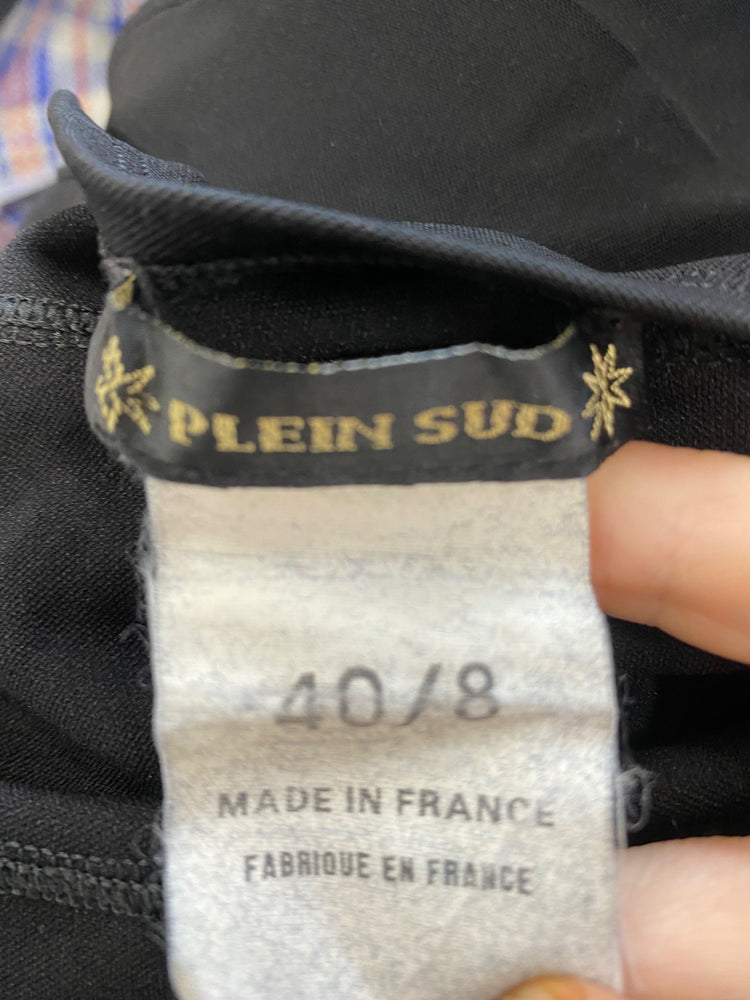 PLEIN SUD
40/8
MADE IN FRANCE
FABRIQUE EN FRANCE